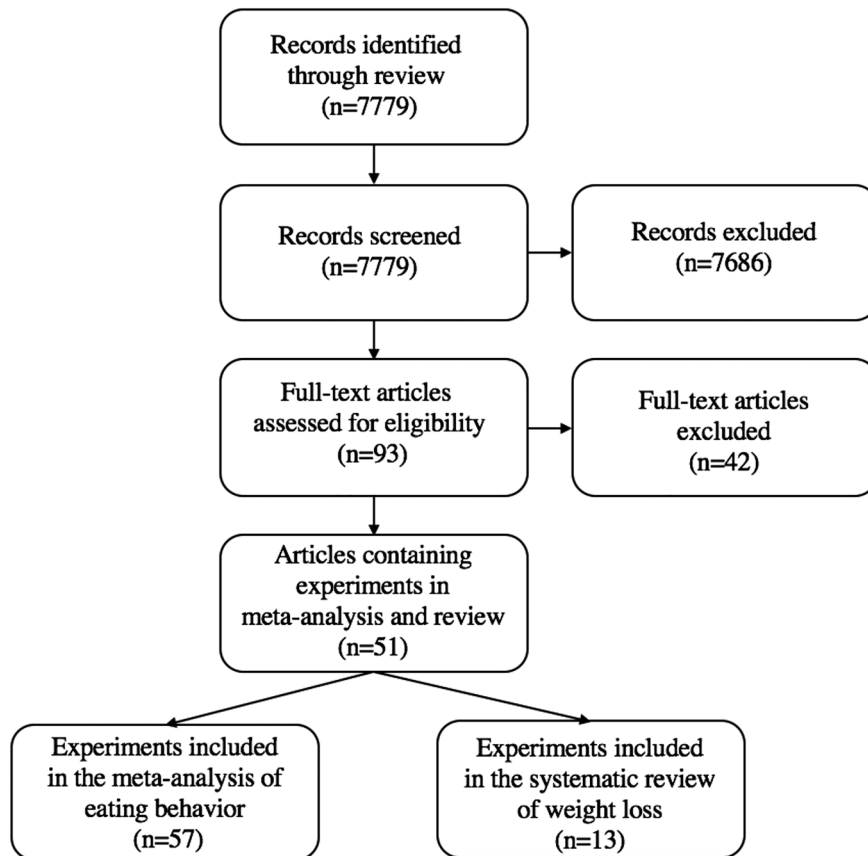 Records identified
through review
(n=7779)
Records screened
(n=7779)
Records excluded
(n=7686)
Full-text articles
assessed for eligibility
(n=93)
Full-text articles
excluded
(n=42)
Articles containing
experiments in
meta-analysis and review
(n=51)
Experiments included
in the meta-analysis of
eating behavior
(n=57)
Experiments included
in the systematic review
of weight loss
(n=13)